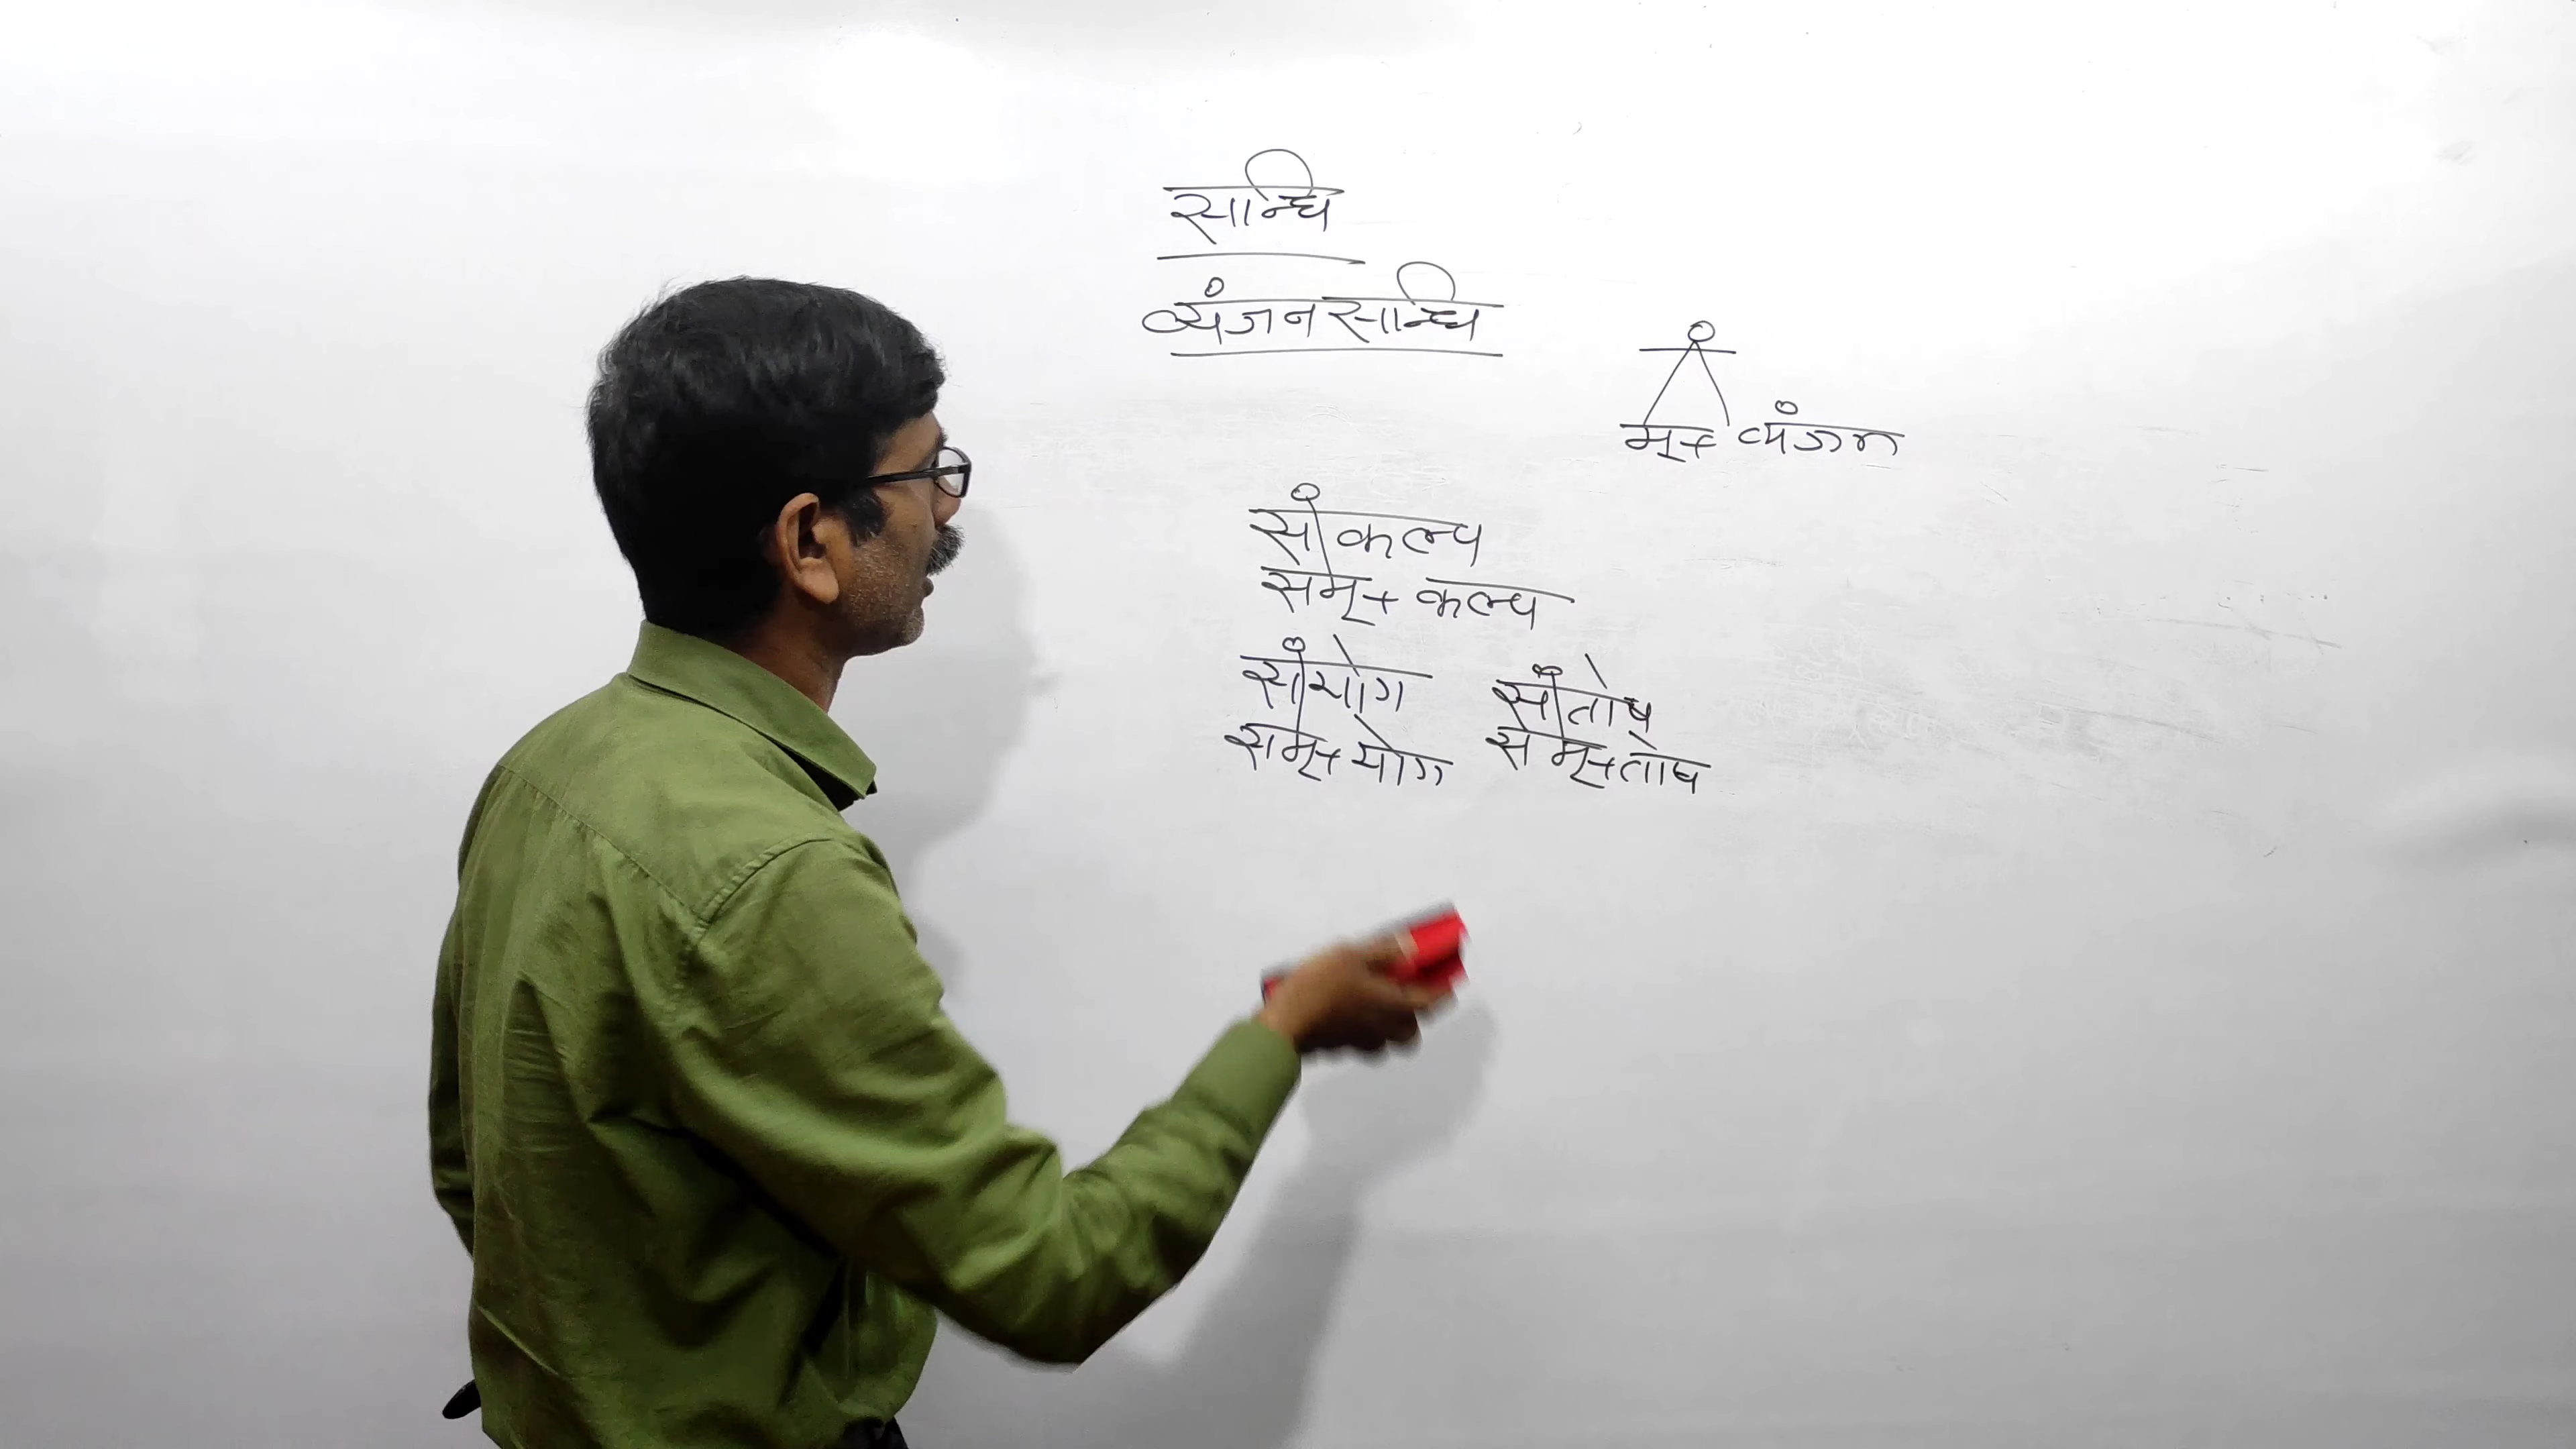 सन्धि
व्यंजन सन्धि
म् + व्यंजन
संकल्प
सम् + कल्प
संयोग संतोष
सम् + योग सम् + तोष